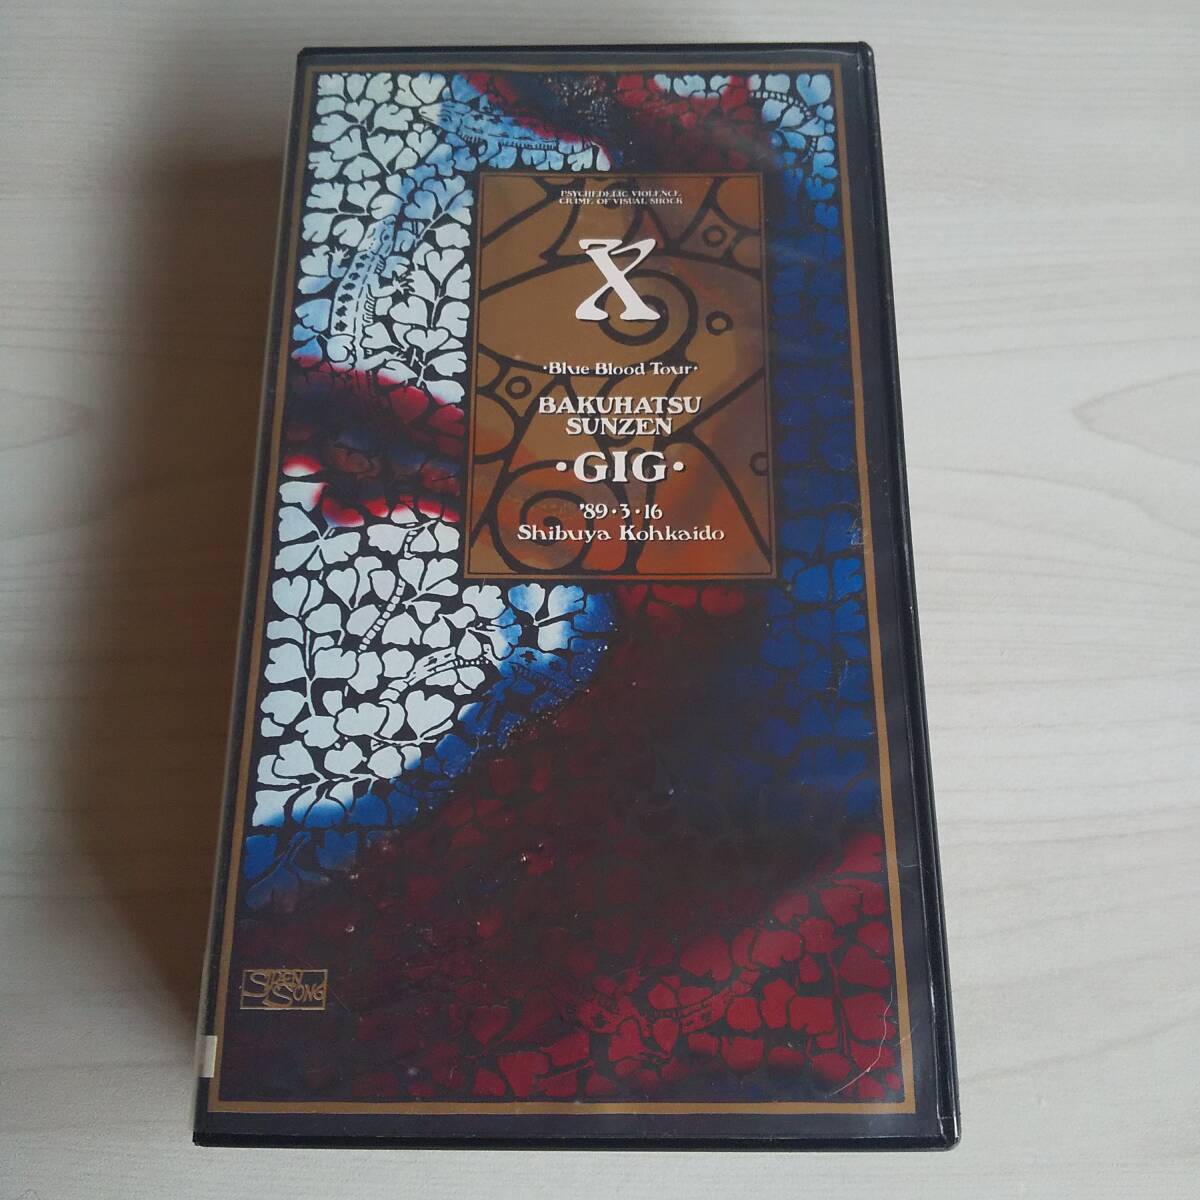 PSYCHEDELIC VIOLENCE
CRIME OF VISUAL SHOCK
X
·Blue Blood Tour·
BAKUHATSU
SUNZEN
·GIG·
'89·3·16
Shibuya Kohkaido
SIREN
SONG